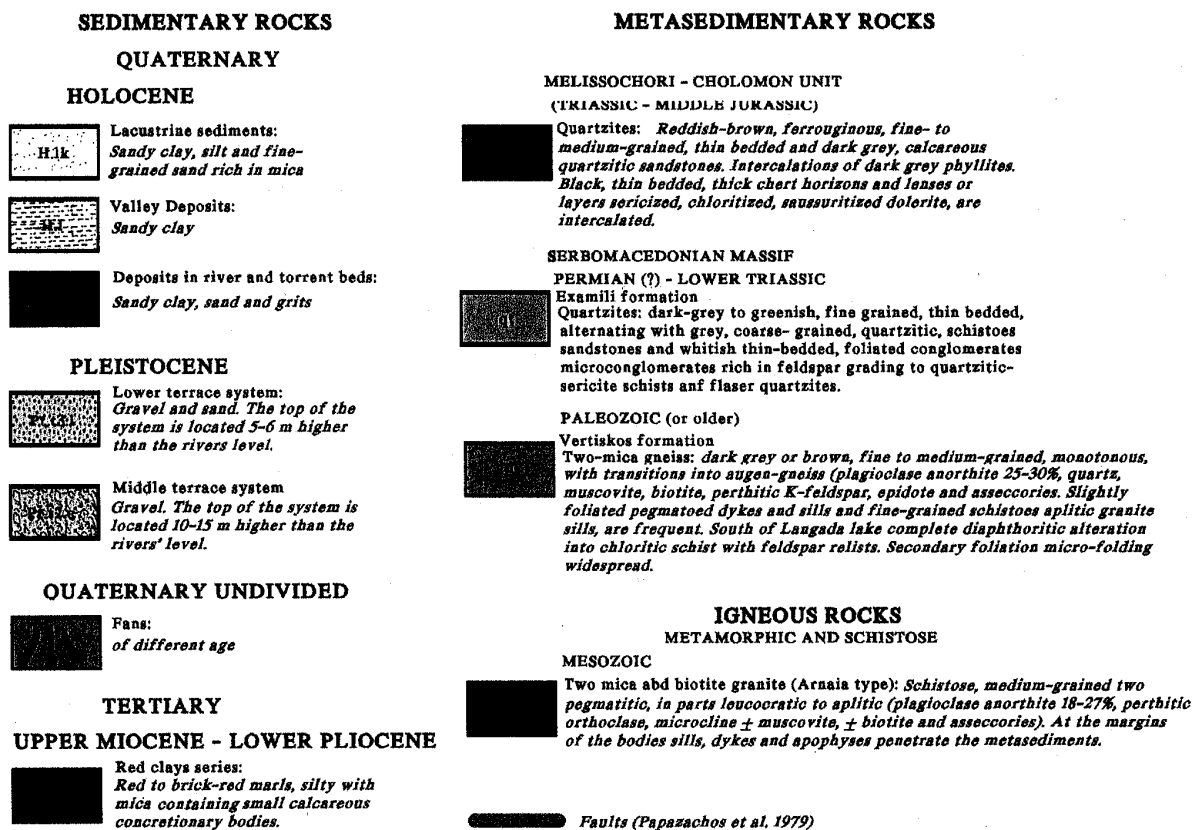 SEDIMENTARY ROCKS
QUATERNARY
HOLOCENE
H.lk
Lacustrine sediments:
Sandy clay, silt and fine-
grained sand rich in mica
Valley Deposits:
Sandy clay
Deposits in river and torrent beds:
Sandy clay, sand and grits
PLEISTOCENE
Lower terrace system:
Gravel and sand. The top of the
system is located 5-6 m higher
than the rivers level.
Middle terrace system
Gravel. The top of the system is
located 10-15 m higher than the
rivers' level.
QUATERNARY UNDIVIDED
Fans:
of different age
TERTIARY
UPPER MIOCENE - LOWER PLIOCENE
Red clays series:
Red to brick-red marls, silty with
mica containing small calcareous
concretionary bodies.
METASEDIMENTARY ROCKS
MELISSOCHORI - CHOLOMON UNIT
(TRIASSIC - MIDDLE JURASSIC)
Quartzites: Reddish-brown, ferrouginous, fine- to
medium-grained, thin bedded and dark grey, calcareous
quartzitic sandstones. Intercalations of dark grey phyllites.
Black, thin bedded, thick chert horizons and lenses or
layers sericized, chloritized, saussuritized dolerite, are
intercalated.
SERBOMACEDONIAN MASSIF
PERMIAN (?) - LOWER TRIASSIC
Examili formation
Quartzites: dark-grey to greenish, fine grained, thin bedded,
alternating with grey, coarse- grained, quartzitic, schistoes
sandstones and whitish thin-bedded, foliated conglomerates
microconglomerates rich in feldspar grading to quartzitic-
sericite schists anf flaser quartzites.
PALEOZOIC (or older)
Vertiskos formation
Two-mica gneiss: dark grey or brown, fine to medium-grained, monotonous,
with transitions into augen-gneiss (plagioclase anorthite 25-30%, quartz,
muscovite, biotite, perthitic K-feldspar, epidote and asseccories. Slightly
foliated pegmatoed dykes and sills and fine-grained schistoes aplitic granite
sills, are frequent. South of Langada lake complete diaphthoritic alteration
into chloritic schist with feldspar relists. Secondary foliation micro-folding
widespread.
IGNEOUS ROCKS
METAMORPHIC AND SCHISTOSE
MESOZOIC
Two mica abd biotite granite (Arnaia type): Schistose, medium-grained two
pegmatitic, in parts leucocratic to aplitic (plagioclase anorthite 18-27%, perthitic
orthoclase, microcline ± muscovite, ± biotite and asseccories). At the margins
of the bodies sills, dykes and apophyses penetrate the metasediments.
Faults (Papazachos et al. 1979)